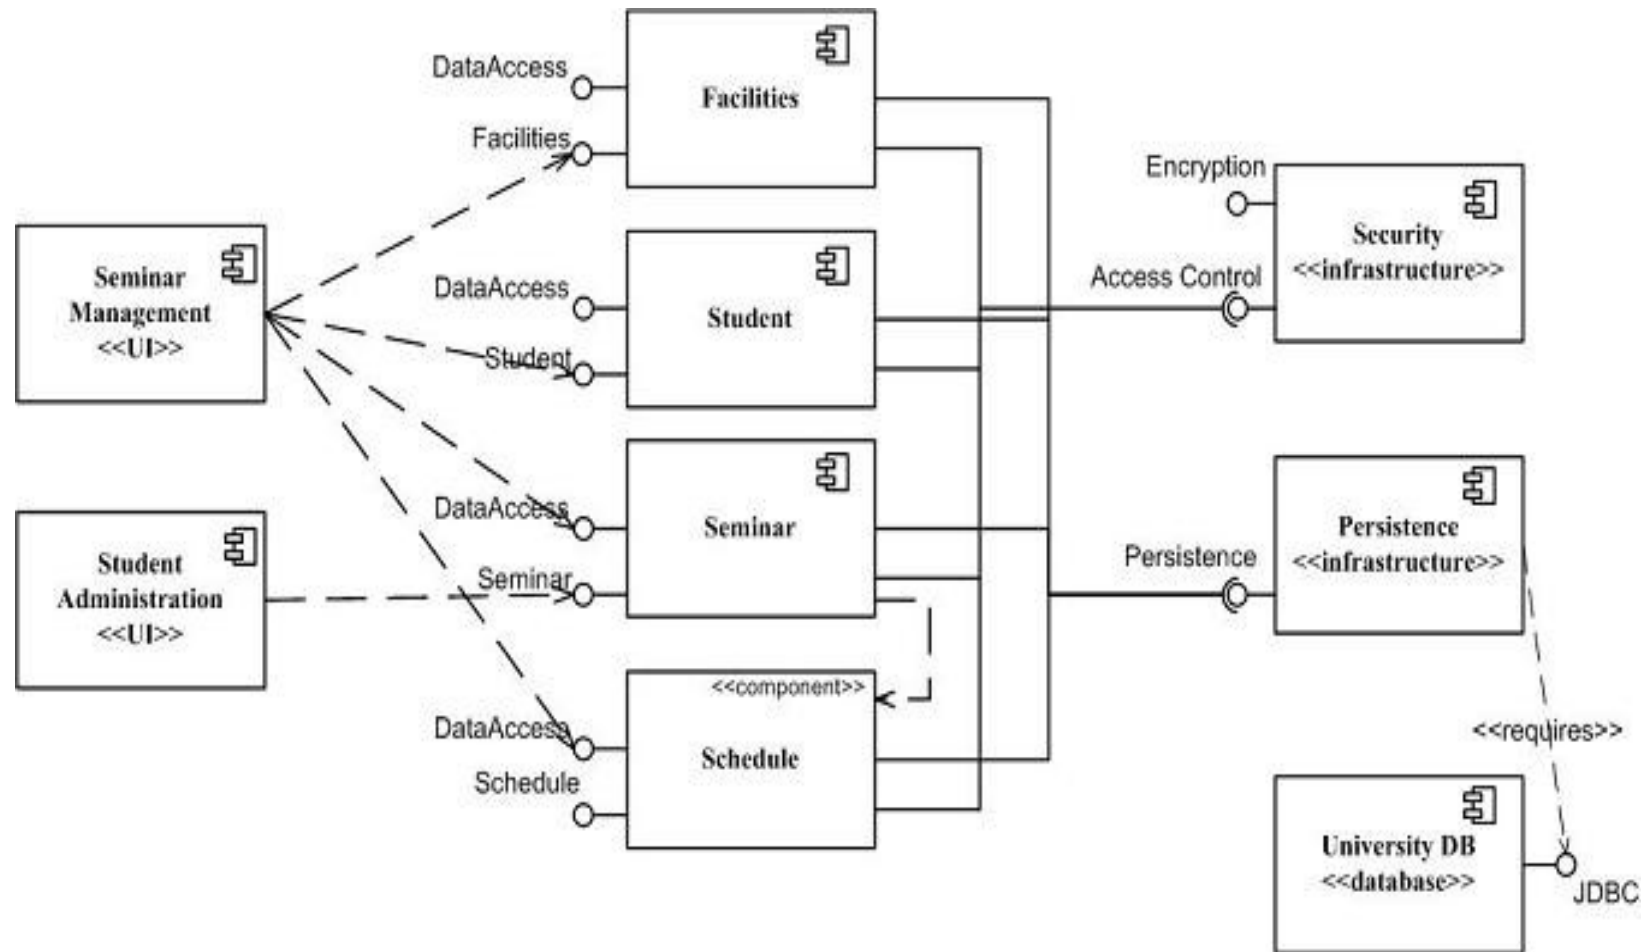 DataAccess
Facilities
Facilities
Encryption
Security
<<infrastructure>>
Access Control
Seminar
Management
<<UI>>
DataAccess
Student
Student
DataAccess
Seminar
Seminar
Student
Administration
<<UI>>
Persistence
Persistence
<<infrastructure>>
<<component>>
DataAccess
Schedule
Schedule
<<requires>>
University DB
<<database>>
JDBC